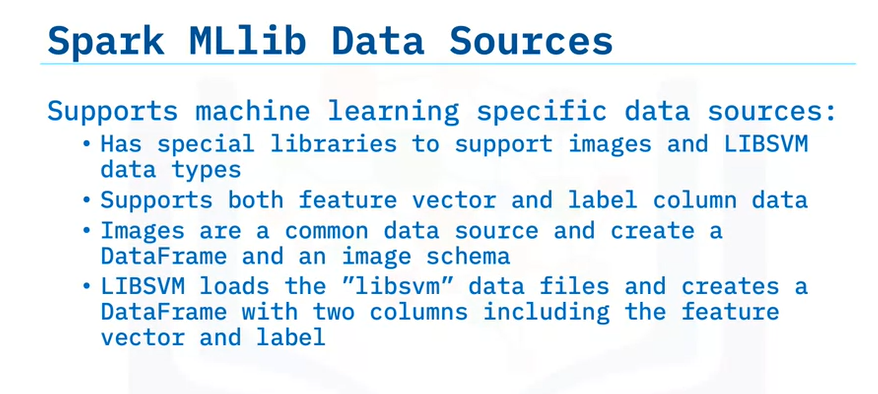 Spark MLlib Data Sources
Supports machine learning specific data sources:
• Has special libraries to support images and LIBSVM
data types
• Supports both feature vector and label column data
• Images are a common data source and create a
DataFrame and an image schema
• LIBSVM loads the ”libsvm” data files and creates a
DataFrame with two columns including the feature
vector and label